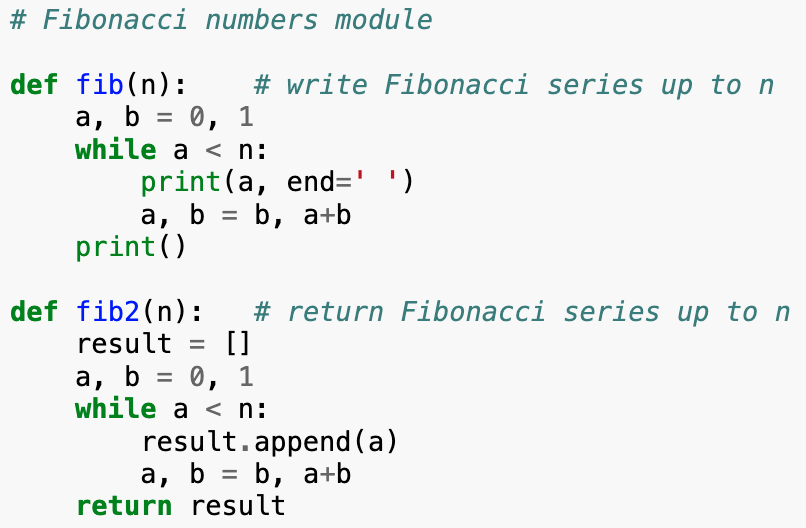 # Fibonacci numbers module

def fib(n):    # write Fibonacci series up to n
    a, b = 0, 1
    while a < n:
        print(a, end=' ')
        a, b = b, a+b
    print()

def fib2(n):   # return Fibonacci series up to n
    result = []
    a, b = 0, 1
    while a < n:
        result.append(a)
        a, b = b, a+b
    return result